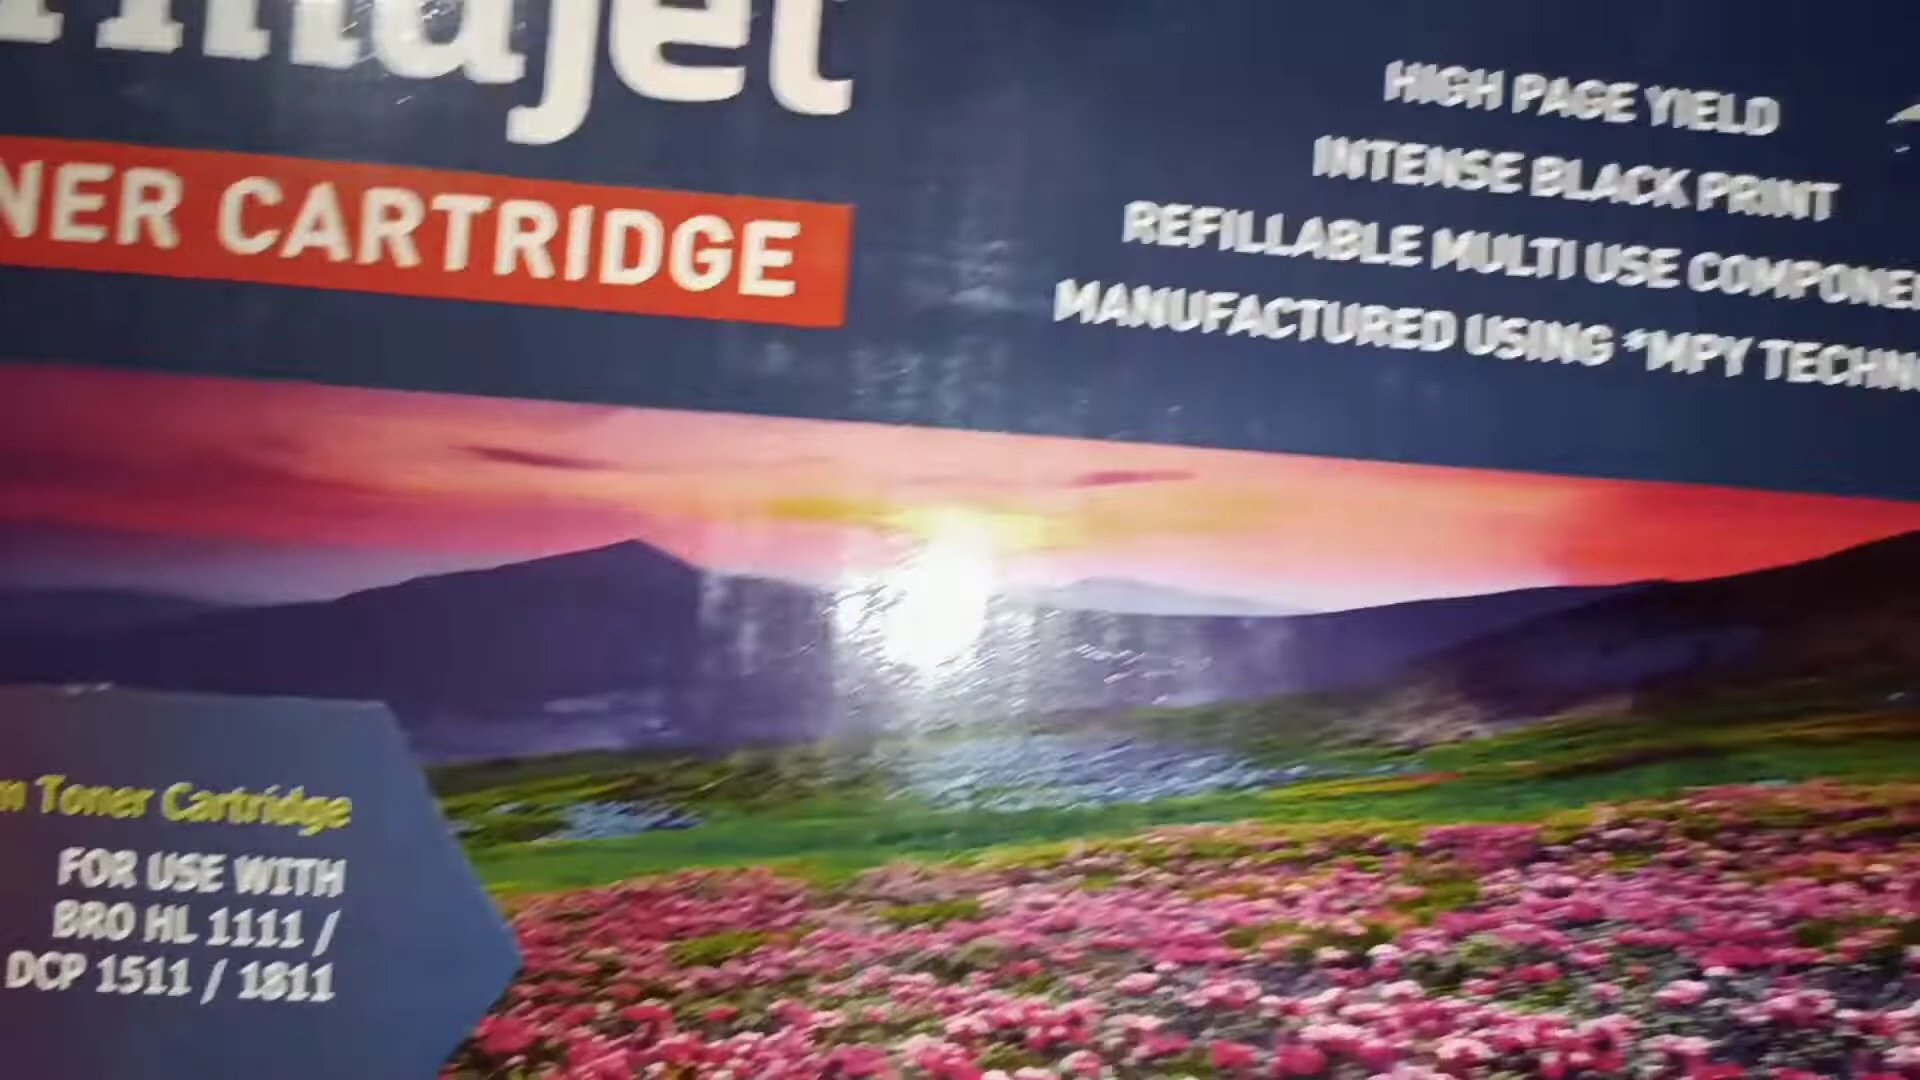 NER CARTRIDGE
HIGH PAGE YIELD
INTENSE BLACK PRINT
REFILLABLE MULTI USE COMPONE
MANUFACTURED USING *MPY TECHN
Toner Cartridge
FOR USE WITH
BRO HL 1111 /
DCP 1511 / 1811